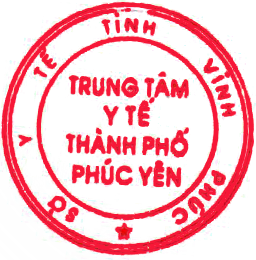 SỞ Y TẾ TỈNH VĨNH PHÚC
TRUNG TÂM
Y TẾ
THÀNH PHỐ
PHÚC YÊN